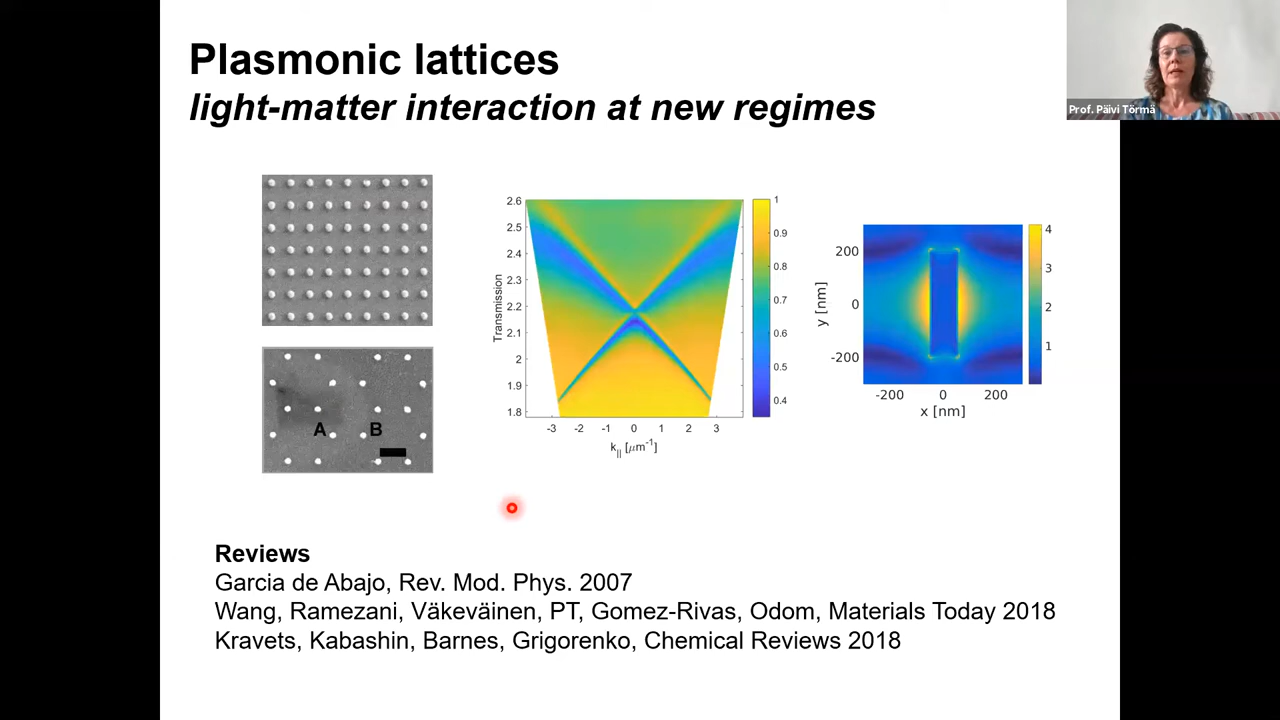 Plasmonic lattices
light-matter interaction at new regimes
Prof. Päivi Törmä
A
B
2.6
2.5
2.4
2.3
2.2
2.1
2
1.9
1.8
Transmission
-3
-2
-1
0
1
2
3
k|| [μm-1]
1
0.9
0.8
0.7
0.6
0.5
0.4
200
0
-200
y [nm]
-200
0
200
x [nm]
4
3
2
1
Reviews
Garcia de Abajo, Rev. Mod. Phys. 2007
Wang, Ramezani, Väkeväinen, PT, Gomez-Rivas, Odom, Materials Today 2018
Kravets, Kabashin, Barnes, Grigorenko, Chemical Reviews 2018